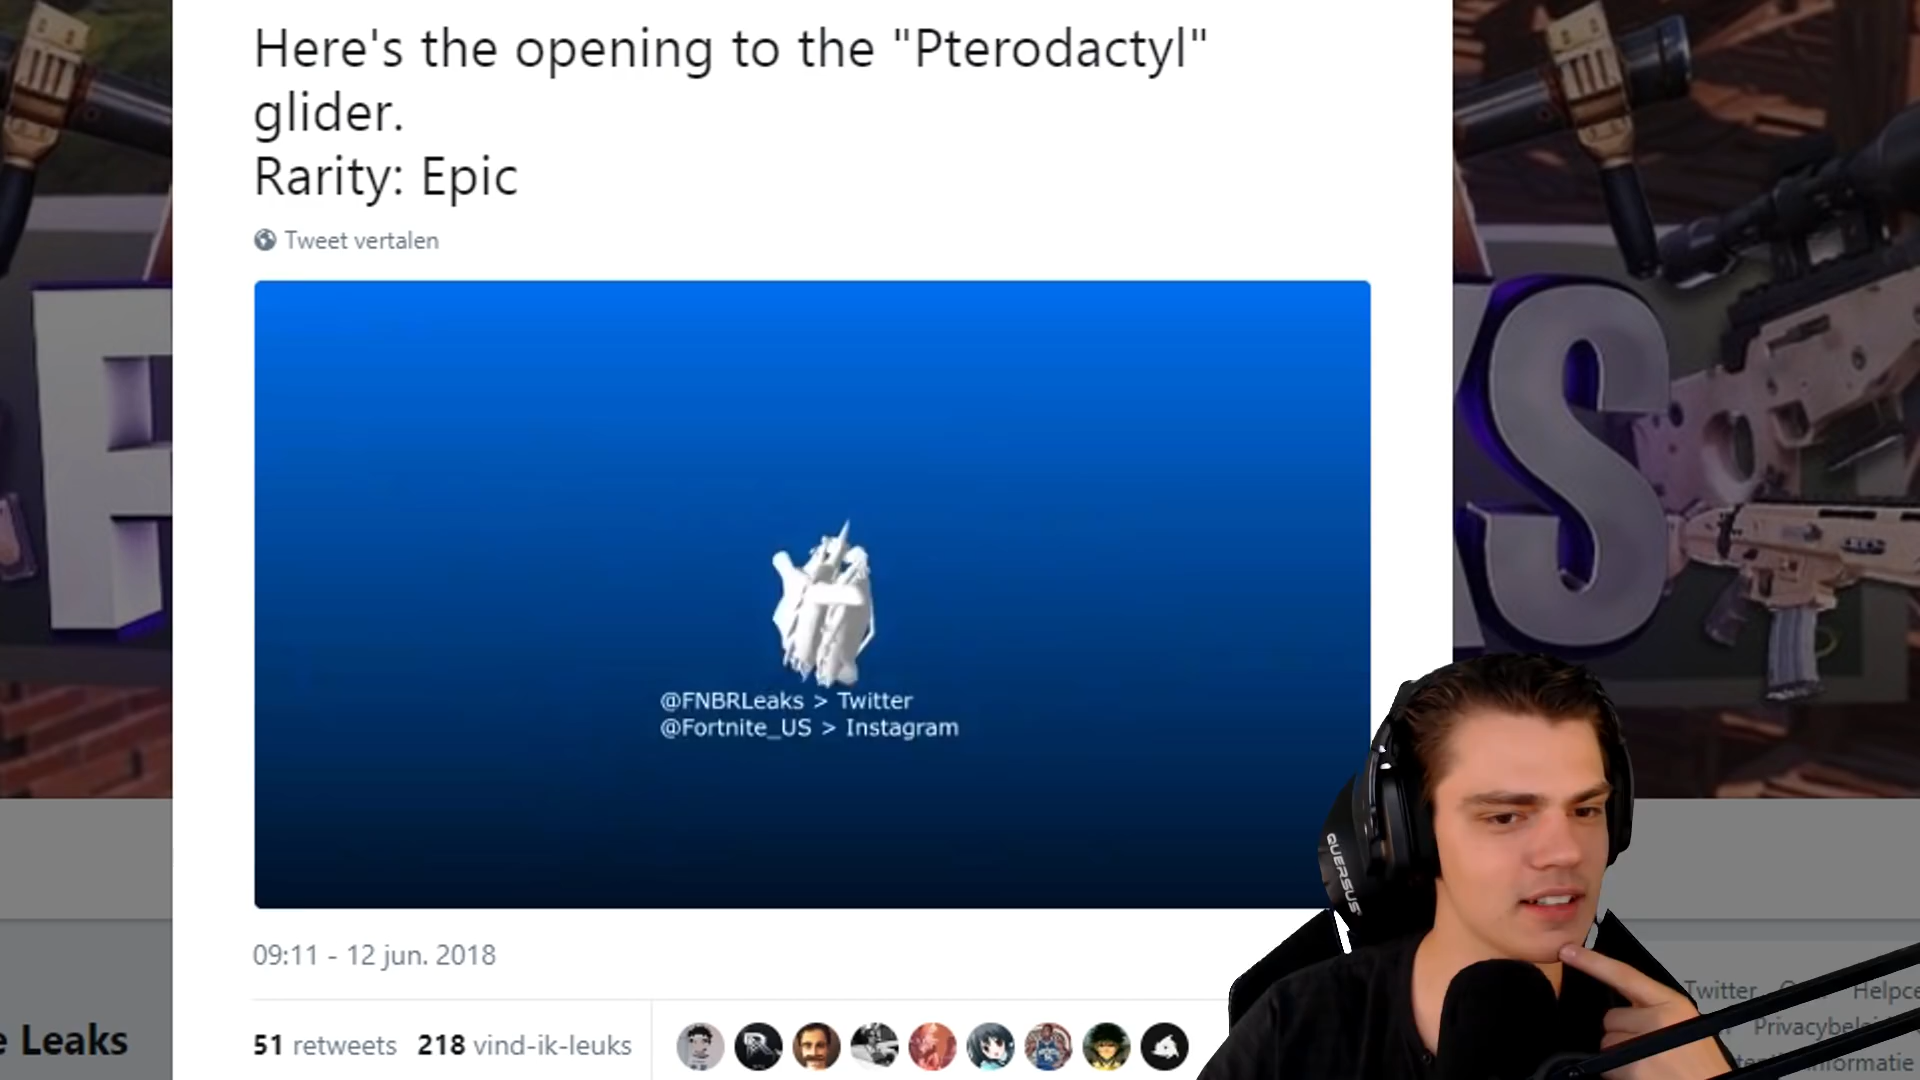 Here's the opening to the "Pterodactyl"
glider.
Rarity: Epic
Tweet vertalen
@FNBRLeaks > Twitter
@Fortnite_US > Instagram
QUERSUS
09:11 - 12 jun. 2018
51 retweets 218 vind-ik-leuks
Leaks
Twitter